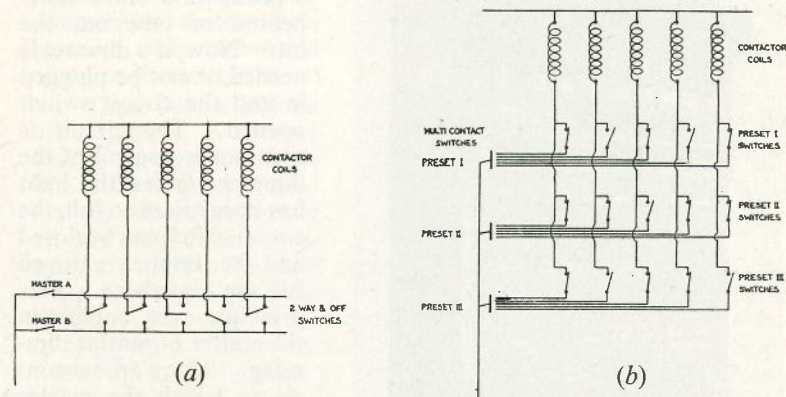 CONTACTOR
COILS
MASTER A
MASTER B
2 WAY & OFF
SWITCHES
(a)
CONTACTOR
COILS
MULTI CONTACT
SWITCHES
PRESET I
PRESET I
SWITCHES
PRESET II
PRESET II
SWITCHES
PRESET III
PRESET III
SWITCHES
(b)